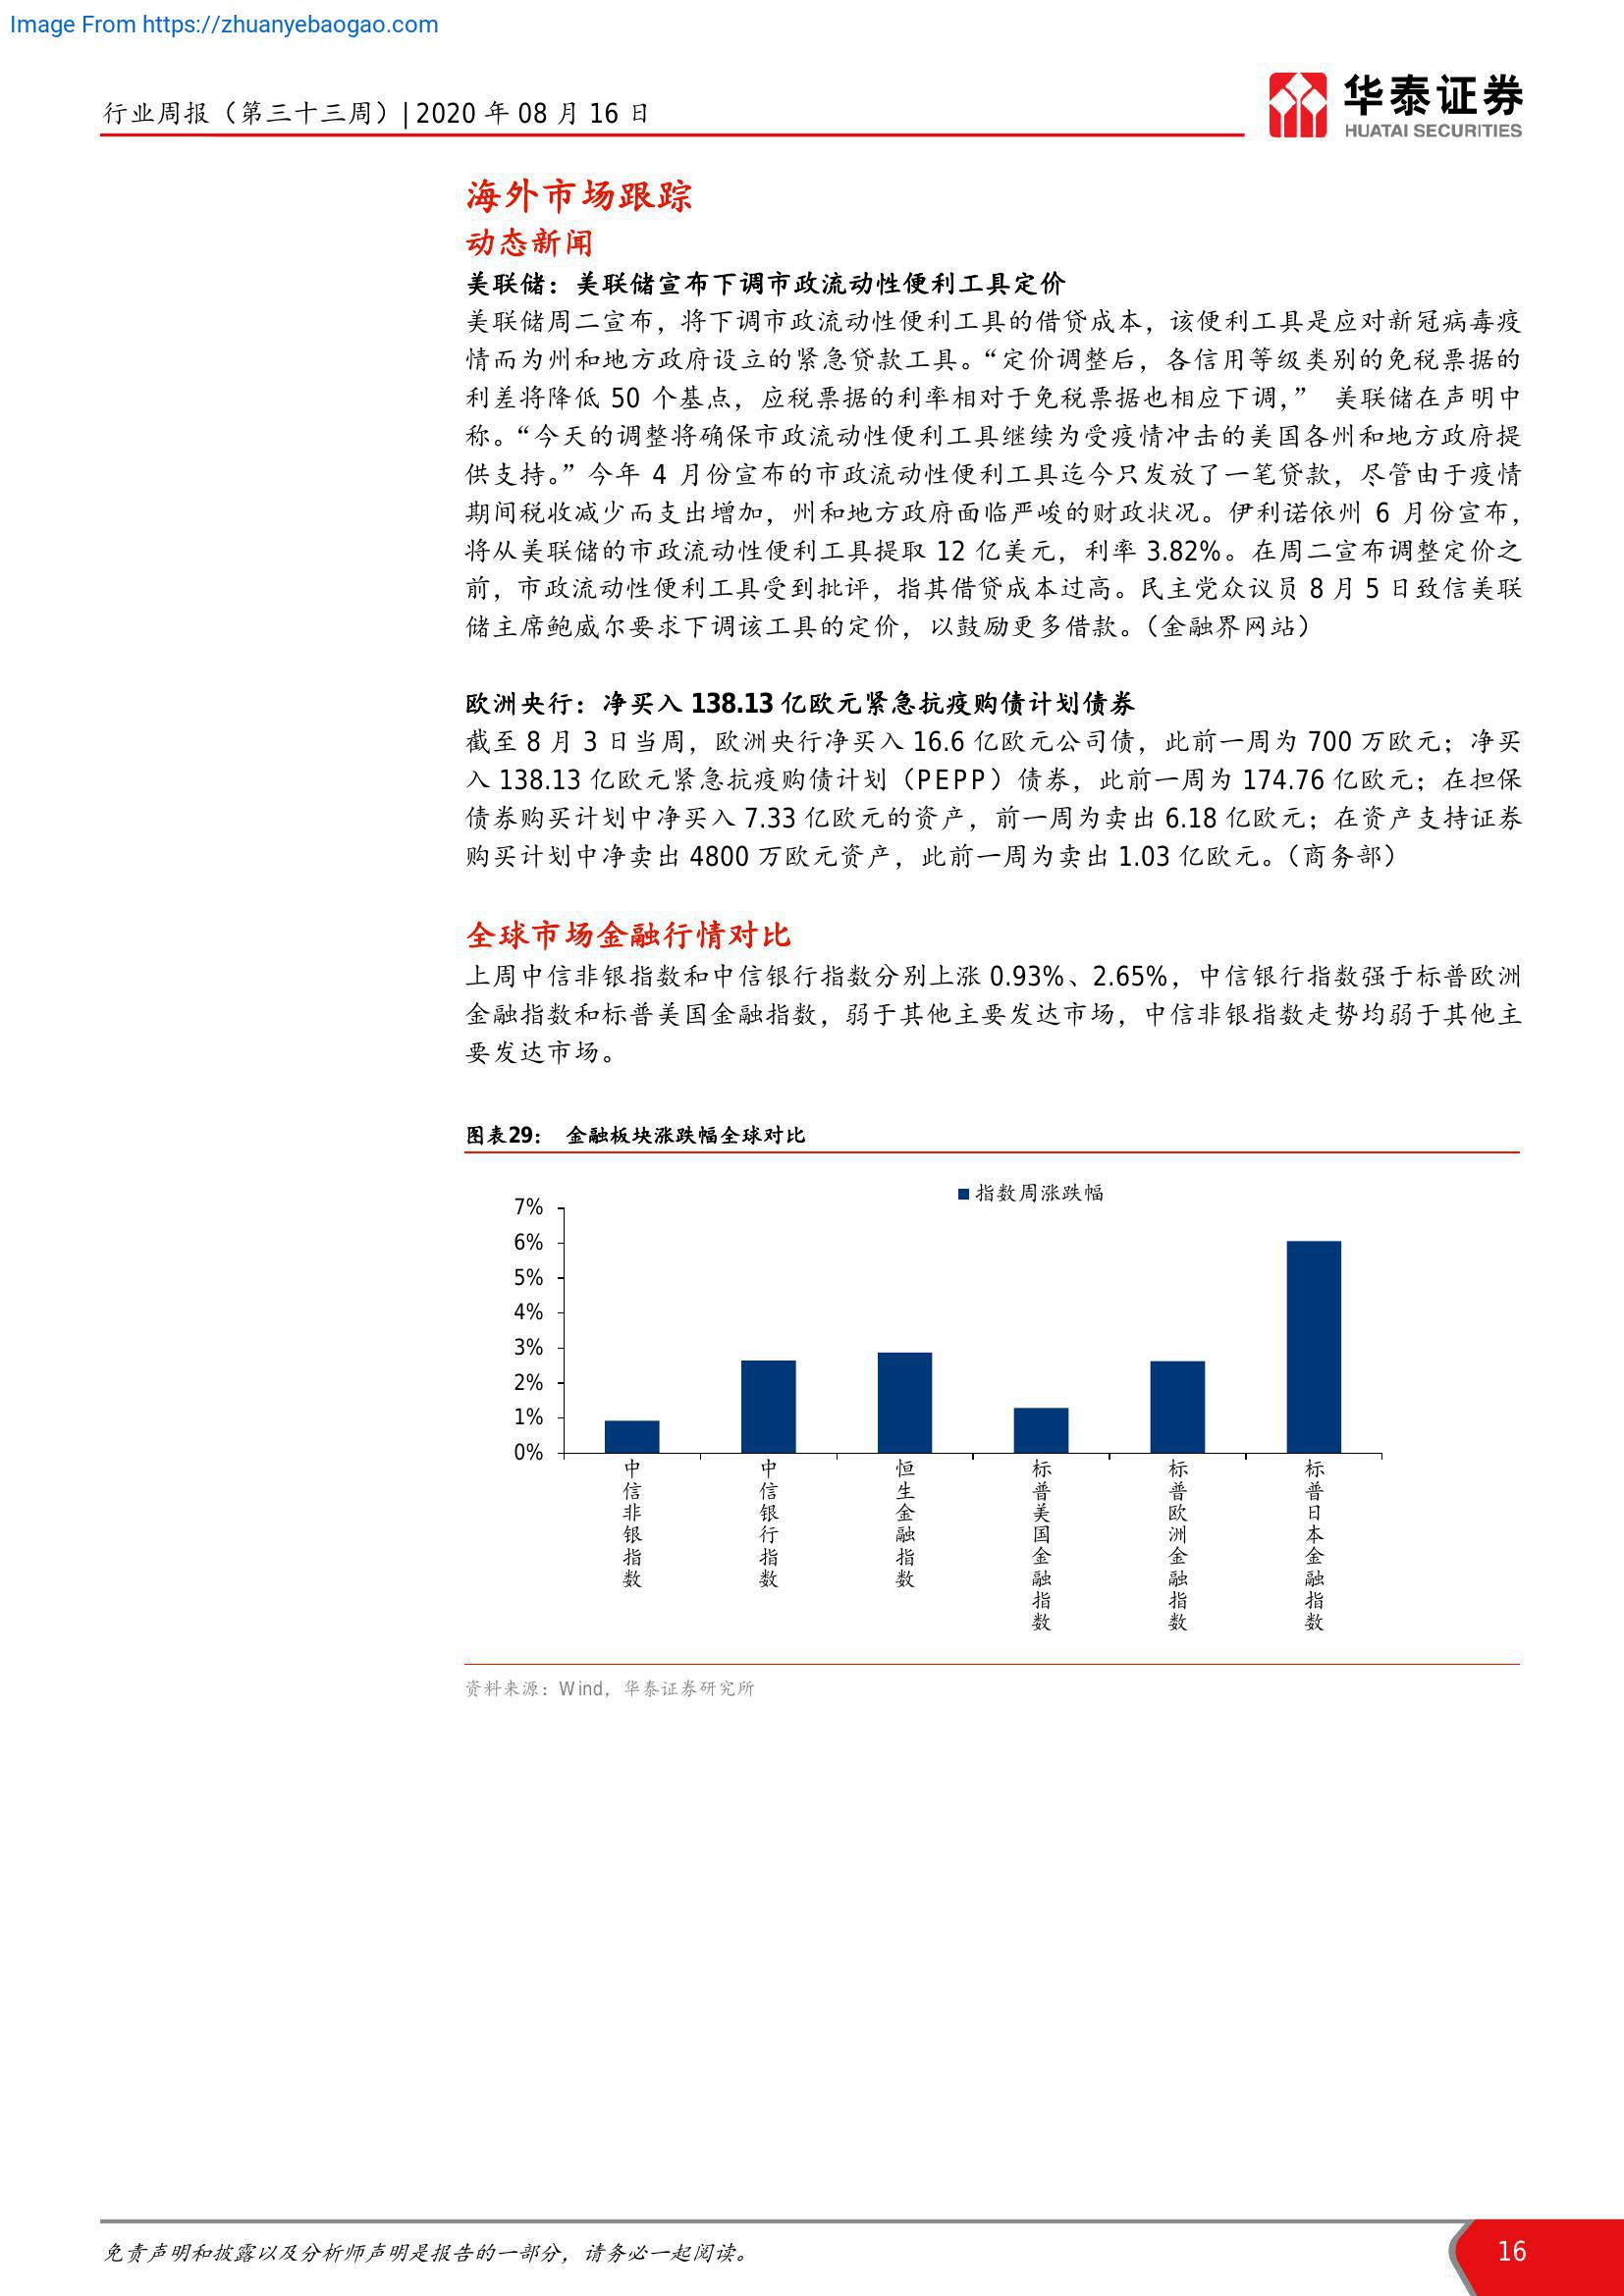 Image From https://zhuanyebaogao.com
行业周报（第三十三周）| 2020 年 08 月 16 日
华泰证券
HUATAI SECURITIES
海外市场跟踪
动态新闻
美联储：美联储宣布下调市政流动性便利工具定价
美联储周二宣布，将下调市政流动性便利工具的借贷成本，该便利工具是应对新冠病毒疫
情而为州和地方政府设立的紧急贷款工具。“定价调整后，各信用等级类别的免税票据的
利差将降低 50 个基点，应税票据的利率相对于免税票据也相应下调，” 美联储在声明中
称。“今天的调整将确保市政流动性便利工具继续为受疫情冲击的美国各州和地方政府提
供支持。”今年 4 月份宣布的市政流动性便利工具迄今只发放了一笔贷款，尽管由于疫情
期间税收减少而支出增加，州和地方政府面临严峻的财政状况。伊利诺依州 6 月份宣布，
将从美联储的市政流动性便利工具提取 12 亿美元，利率 3.82%。在周二宣布调整定价之
前，市政流动性便利工具受到批评，指其借贷成本过高。民主党众议员 8 月 5 日致信美联
储主席鲍威尔要求下调该工具的定价，以鼓励更多借款。（金融界网站）
欧洲央行：净买入 138.13 亿欧元紧急抗疫购债计划债券
截至 8 月 3 日当周，欧洲央行净买入 16.6 亿欧元公司债，此前一周为 700 万欧元；净买
入 138.13 亿欧元紧急抗疫购债计划（PEPP）债券，此前一周为 174.76 亿欧元；在担保
债券购买计划中净买入 7.33 亿欧元的资产，前一周为卖出 6.18 亿欧元；在资产支持证券
购买计划中净卖出 4800 万欧元资产，此前一周为卖出 1.03 亿欧元。（商务部）
全球市场金融行情对比
上周中信非银指数和中信银行指数分别上涨 0.93%、2.65%，中信银行指数强于标普欧洲
金融指数和标普美国金融指数，弱于其他主要发达市场，中信非银指数走势均弱于其他主
要发达市场。
图表29： 金融板块涨跌幅全球对比
指数周涨跌幅
7%
6%
5%
4%
3%
2%
1%
0%
中信非银指数
中信银行指数
恒生金融指数
标普美国金融指数
标普欧洲金融指数
标普日本金融指数
资料来源：Wind，华泰证券研究所
免责声明和披露以及分析师声明是报告的一部分，请务必一起阅读。
16